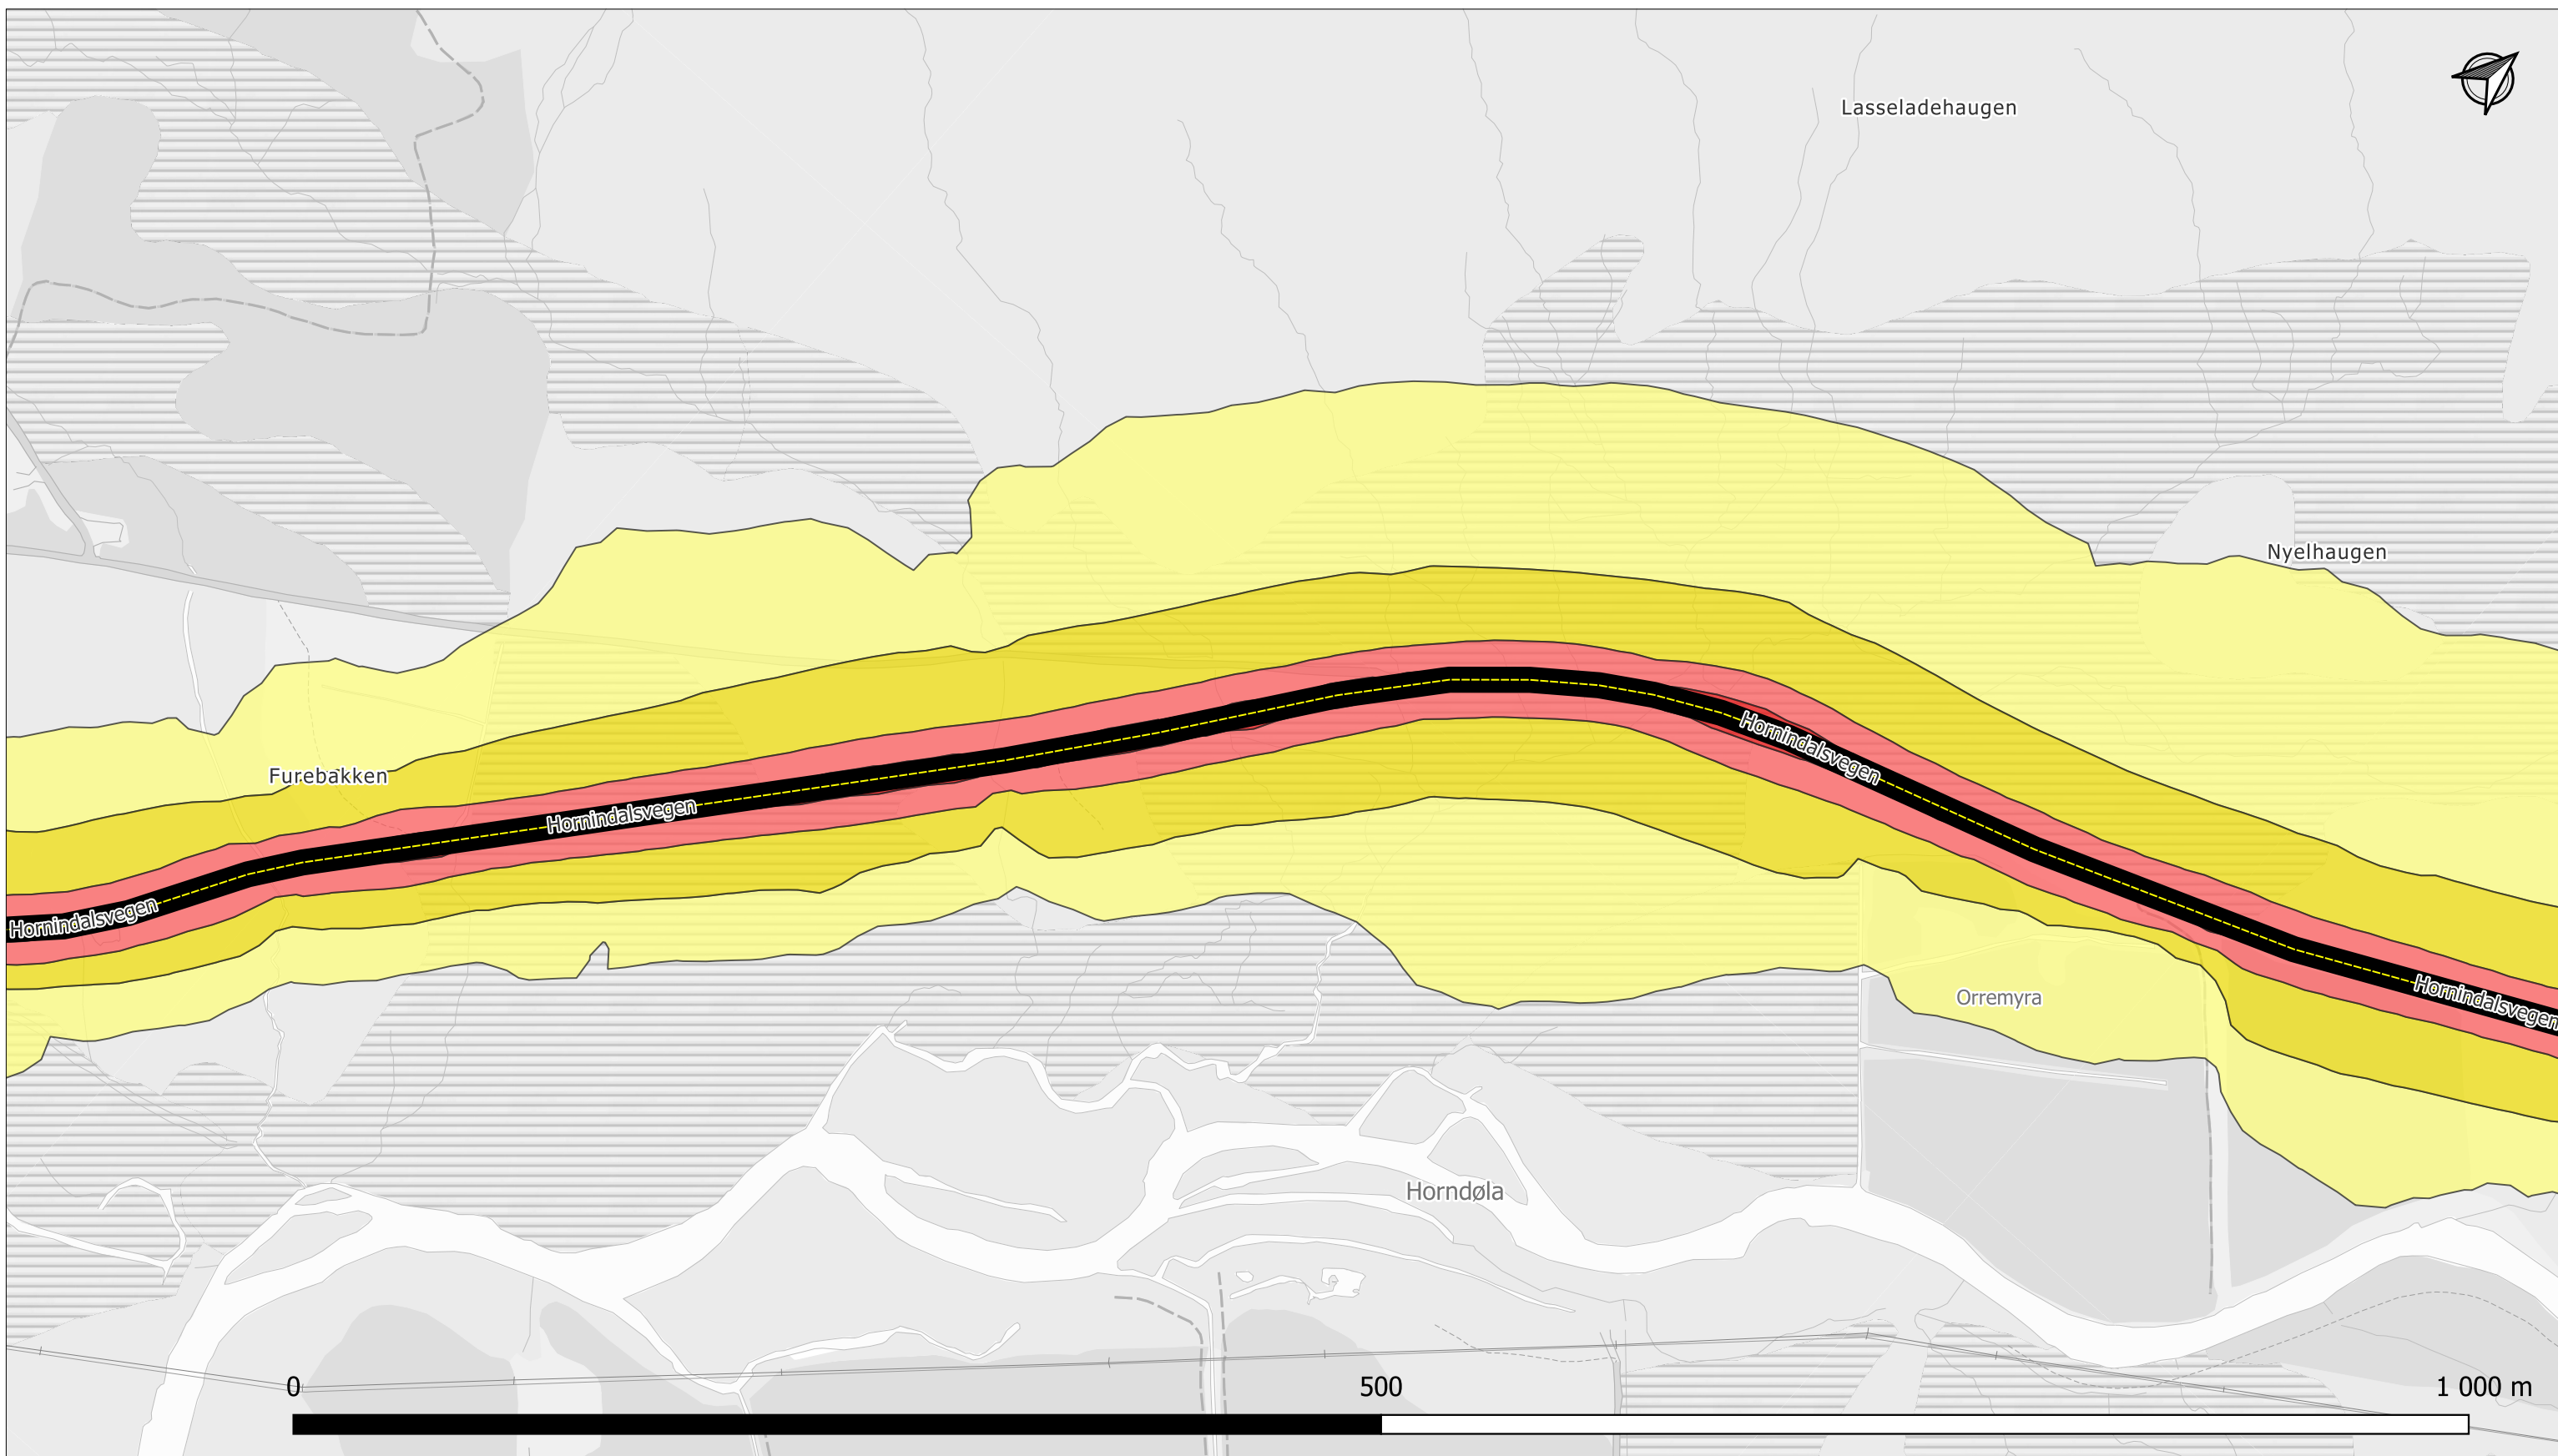 Lasseladehaugen
Nyelhaugen
Hornindalsvegen
Furebakken
Hornindalsvegen
Hornindalsvegen
Hornindalsvegen
Orremyra
Horndøla
0 500 1 000 m